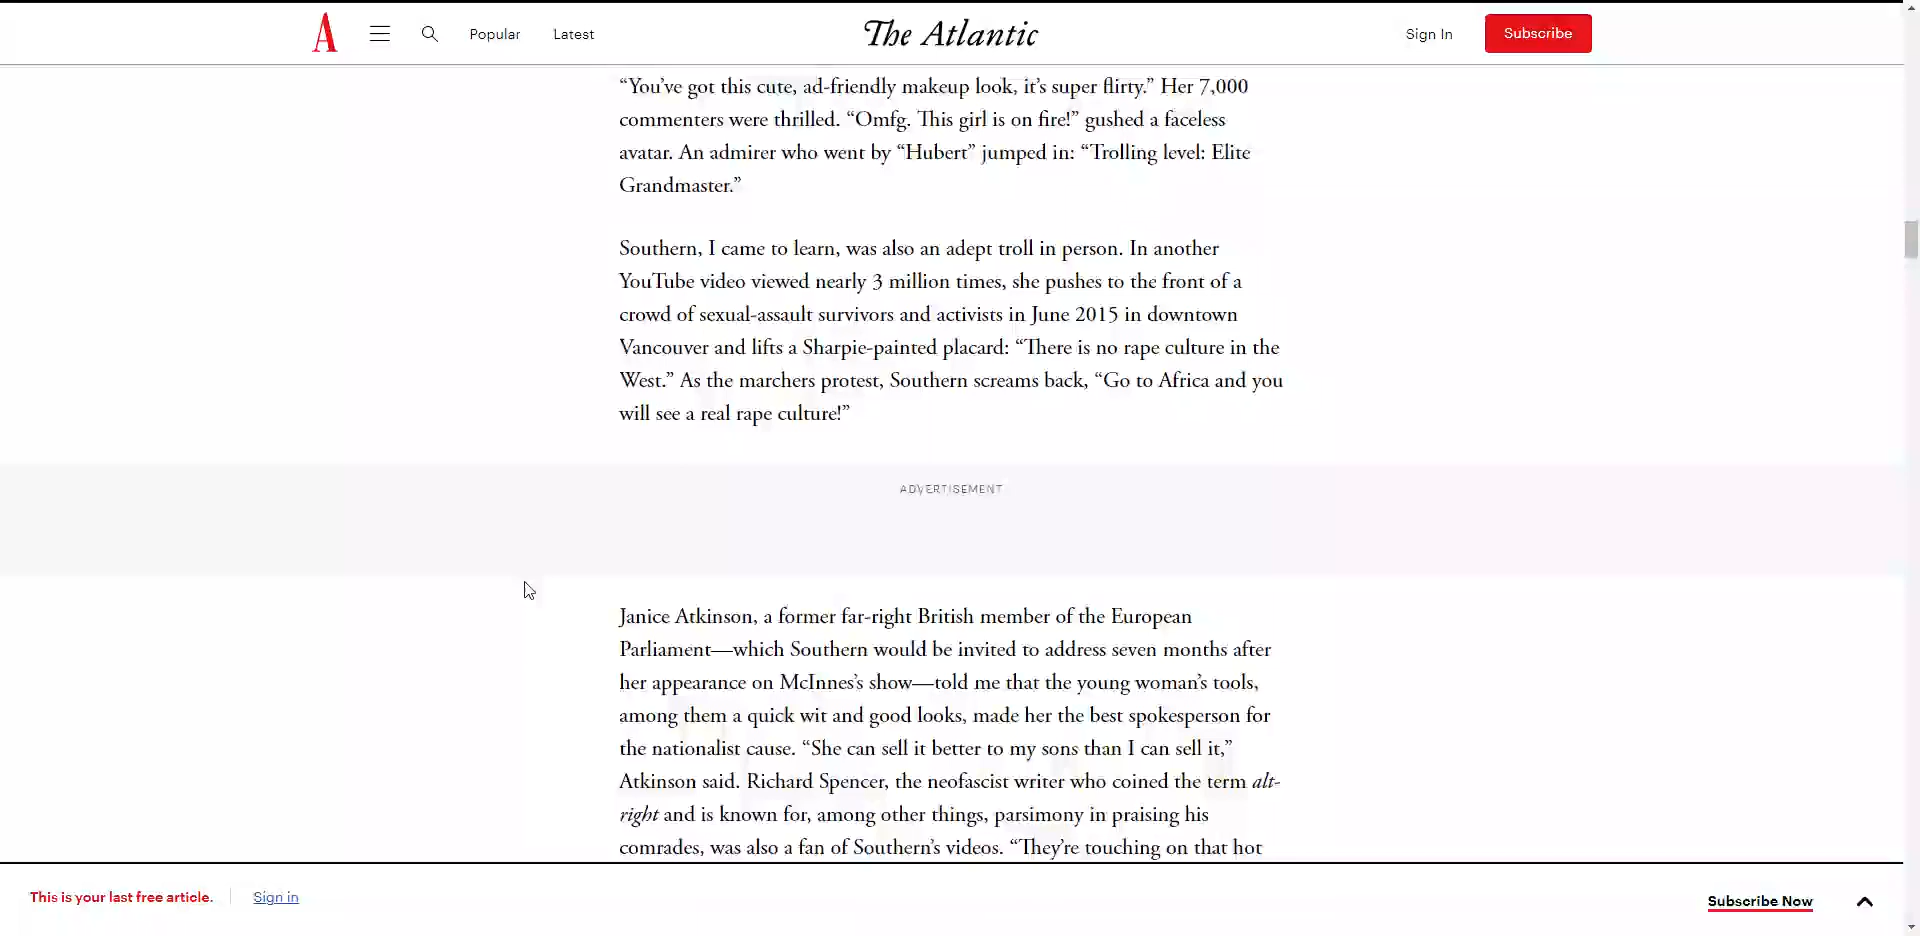 A
Popular
Latest
The Atlantic
Sign In
Subscribe
“You’ve got this cute, ad-friendly makeup look, it’s super flirty.” Her 7,000
commenters were thrilled. “Omfg. This girl is on fire!” gushed a faceless
avatar. An admirer who went by “Hubert” jumped in: “Trolling level: Elite
Grandmaster.”
Southern, I came to learn, was also an adept troll in person. In another
YouTube video viewed nearly 3 million times, she pushes to the front of a
crowd of sexual-assault survivors and activists in June 2015 in downtown
Vancouver and lifts a Sharpie-painted placard: “There is no rape culture in the
West.” As the marchers protest, Southern screams back, “Go to Africa and you
will see a real rape culture!”
ADVERTISEMENT
Janice Atkinson, a former far-right British member of the European
Parliament—which Southern would be invited to address seven months after
her appearance on McInnes’s show—told me that the young woman’s tools,
among them a quick wit and good looks, made her the best spokesperson for
the nationalist cause. “She can sell it better to my sons than I can sell it,”
Atkinson said. Richard Spencer, the neofascist writer who coined the term alt-
right and is known for, among other things, parsimony in praising his
comrades, was also a fan of Southern’s videos. “They’re touching on that hot
This is your last free article.
Sign in
Subscribe Now